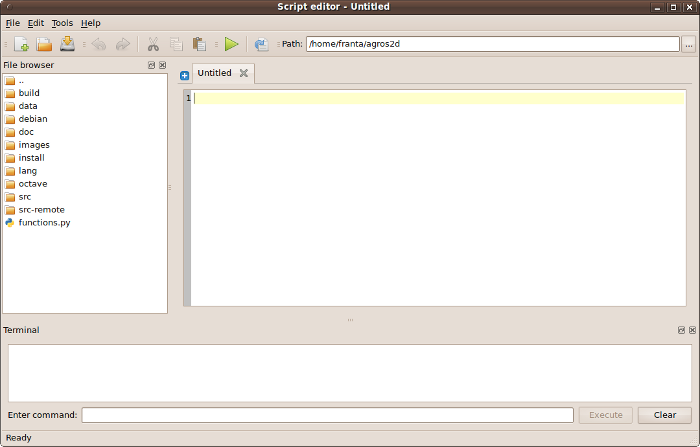 Script editor - Untitled
File Edit Tools Help
Path: /home/franta/agros2d ...
File browser
Untitled
..
build
data
debian
doc
images
install
lang
octave
src
src-remote
functions.py
1
Terminal
Enter command: Execute Clear
Ready